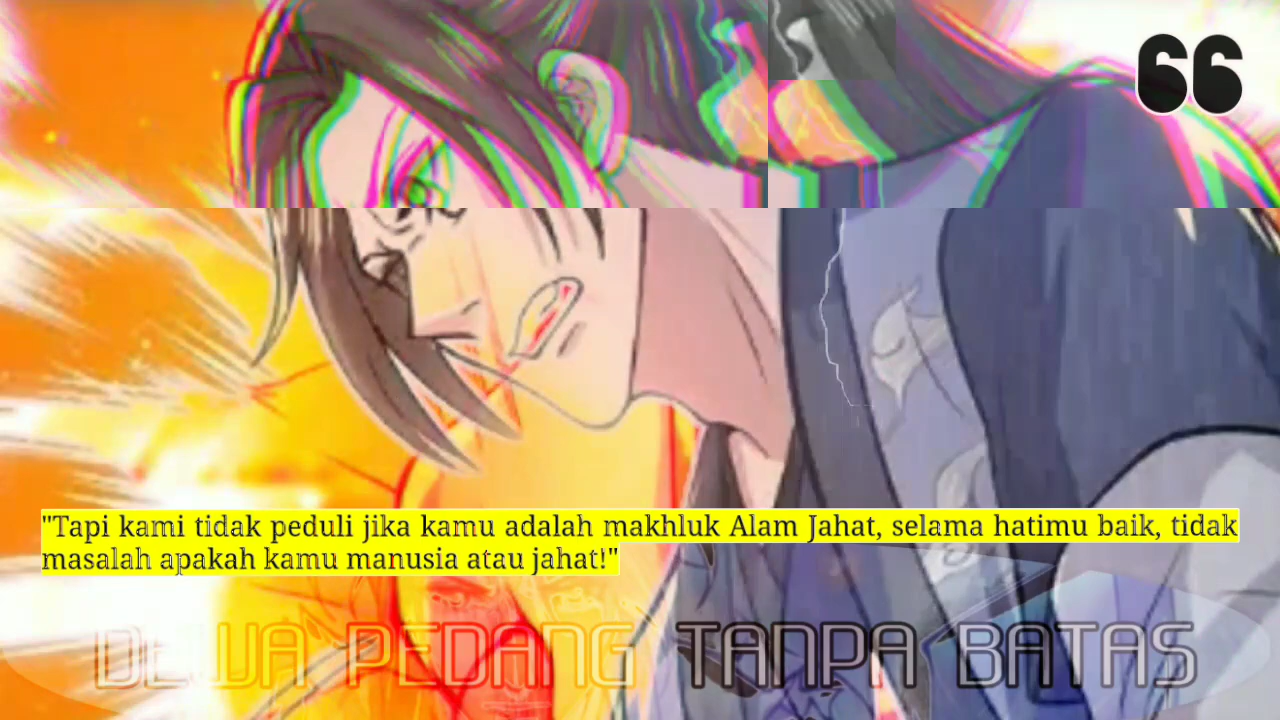 66
"Tapi kami tidak peduli jika kamu adalah makhluk Alam Jahat, selama hatimu baik, tidak
masalah apakah kamu manusia atau jahat!"
DEWA PEDANG TANPA BATAS